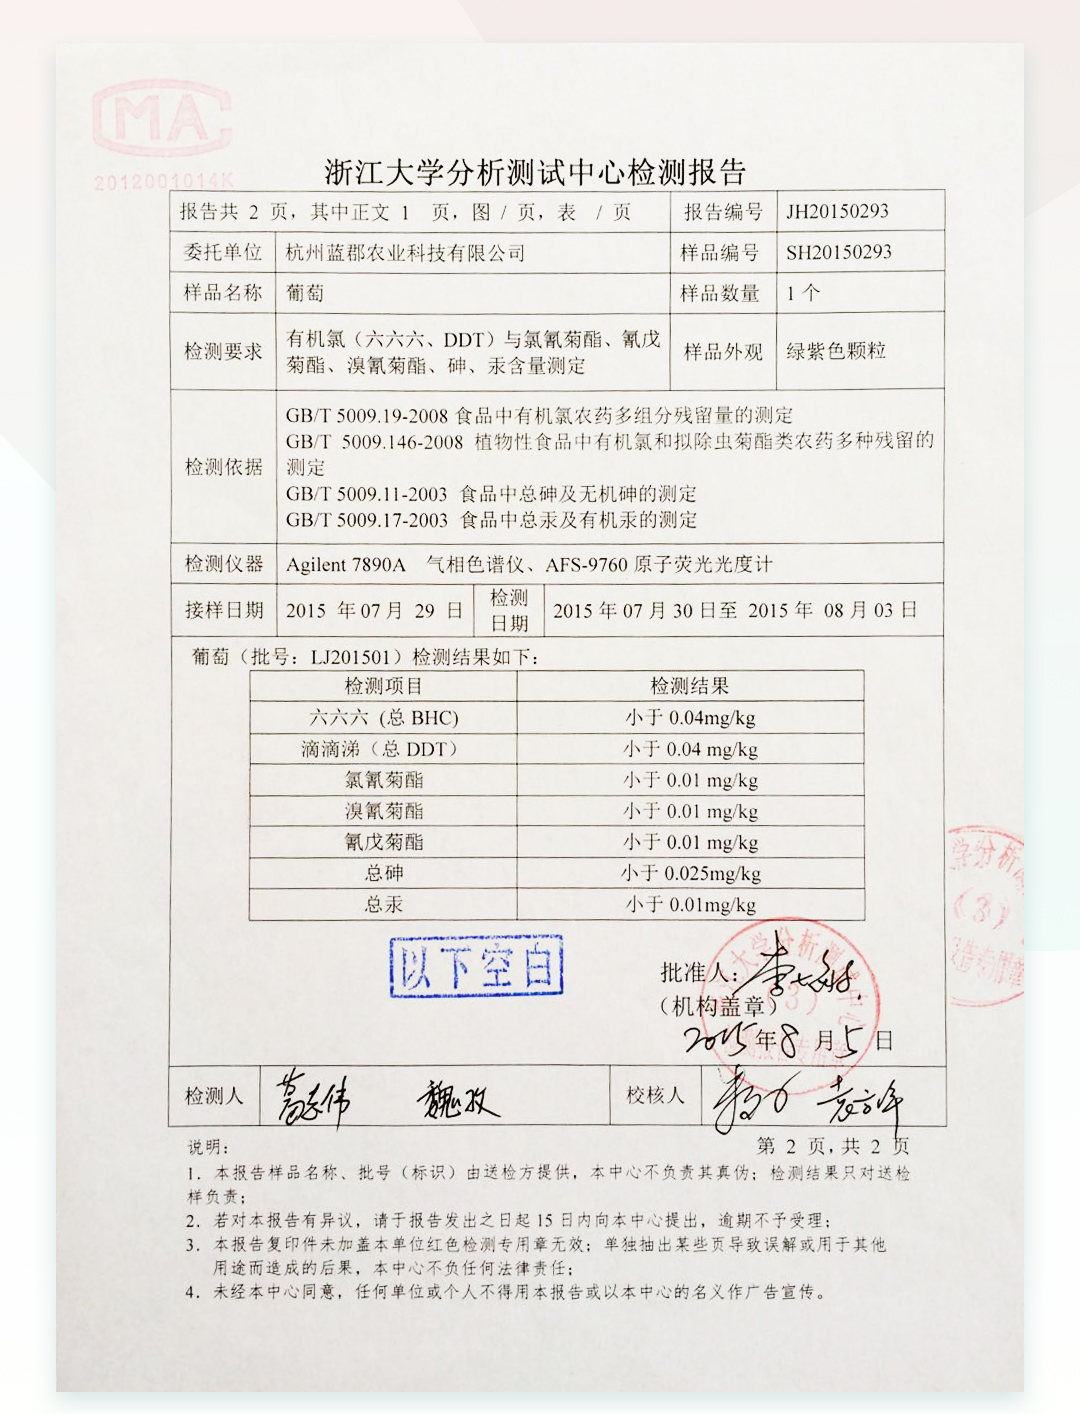 CMA
2012001014K
浙江大学分析测试中心检测报告
报告共 2 页，其中正文 1 页，图 / 页，表 / 页 报告编号 JH20150293
委托单位 杭州蓝郡农业科技有限公司 样品编号 SH20150293
样品名称 葡萄 样品数量 1 个
检测要求 有机氯（六六六、DDT）与氯氰菊酯、氰戊
菊酯、溴氰菊酯、砷、汞含量测定 样品外观 绿紫色颗粒
检测依据
GB/T 5009.19-2008 食品中有机氯农药多组分残留量的测定
GB/T 5009.146-2008 植物性食品中有机氯和拟除虫菊酯类农药多种残留的
测定
GB/T 5009.11-2003 食品中总砷及无机砷的测定
GB/T 5009.17-2003 食品中总汞及有机汞的测定
检测仪器 Agilent 7890A 气相色谱仪、AFS-9760 原子荧光光度计
接样日期 2015 年 07 月 29 日 检测
日期 2015 年 07 月 30 日至 2015 年 08 月 03 日
葡萄（批号：LJ201501）检测结果如下：
检测项目 检测结果
六六六 (总 BHC) 小于 0.04mg/kg
滴滴涕（总 DDT） 小于 0.04 mg/kg
氯氰菊酯 小于 0.01 mg/kg
溴氰菊酯 小于 0.01 mg/kg
氰戊菊酯 小于 0.01 mg/kg
总砷 小于 0.025mg/kg
总汞 小于 0.01mg/kg
以下空白
批准人：
（机构盖章）
2015年8月5日
检测人 校核人
说明：
第 2 页，共 2 页
1．本报告样品名称、批号（标识）由送检方提供，本中心不负责其真伪；检测结果只对送检
样负责；
2．若对本报告有异议，请于报告发出之日起 15 日内向本中心提出，逾期不予受理；
3．本报告复印件未加盖本单位红色检测专用章无效；单独抽出某些页导致误解或用于其他
用途而造成的后果，本中心不负任何法律责任；
4．未经本中心同意，任何单位或个人不得用本报告或以本中心的名义作广告宣传。